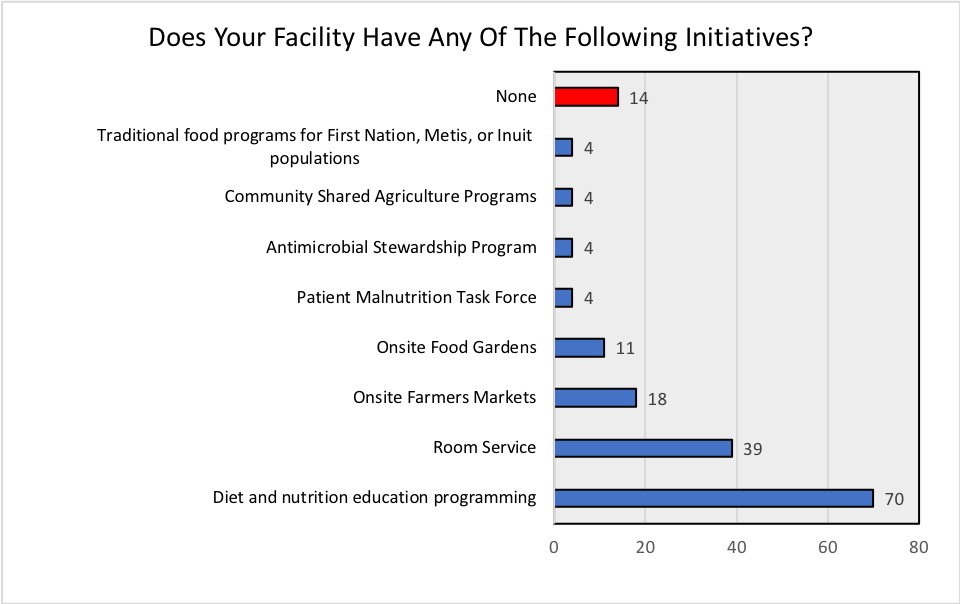 Does Your Facility Have Any Of The Following Initiatives?
None
14
Traditional food programs for First Nation, Metis, or Inuit
populations
4
Community Shared Agriculture Programs
4
Antimicrobial Stewardship Program
4
Patient Malnutrition Task Force
4
Onsite Food Gardens
11
Onsite Farmers Markets
18
Room Service
39
Diet and nutrition education programming
70
0 20 40 60 80